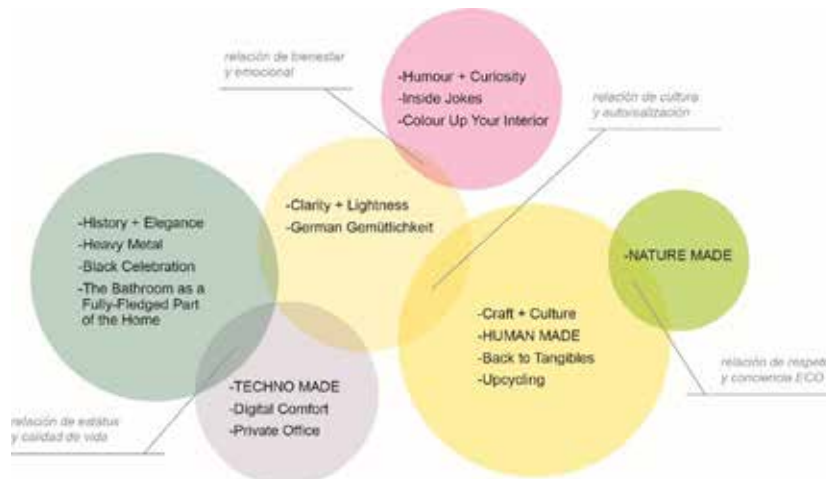 relación de bienestar
y emocional
-Humour + Curiosity
-Inside Jokes
-Colour Up Your Interior
relación de cultura
y autorisalización
-Clarity + Lightness
-German Gemütlichkeit
-History + Elegance
-Heavy Metal
-Black Celebration
-The Bathroom as a
Fully-Fledged Part
of the Home
-NATURE MADE
-Craft + Culture
-HUMAN MADE
-Back to Tangibles
-Upcycling
-TECHNO MADE
-Digital Comfort
-Private Office
relación de respeto
y conciencia ECO
relación de estátus
y calidad de vida